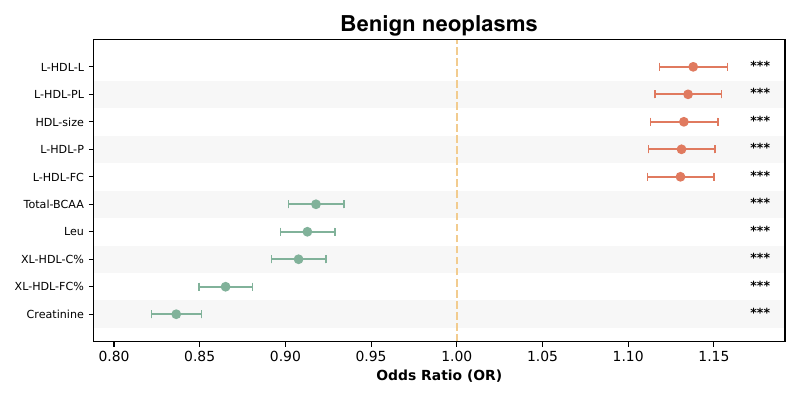 Benign neoplasms
L-HDL-L ***
L-HDL-PL ***
HDL-size ***
L-HDL-P ***
L-HDL-FC ***
Total-BCAA ***
Leu ***
XL-HDL-C% ***
XL-HDL-FC% ***
Creatinine ***
0.80 0.85 0.90 0.95 1.00 1.05 1.10 1.15
Odds Ratio (OR)